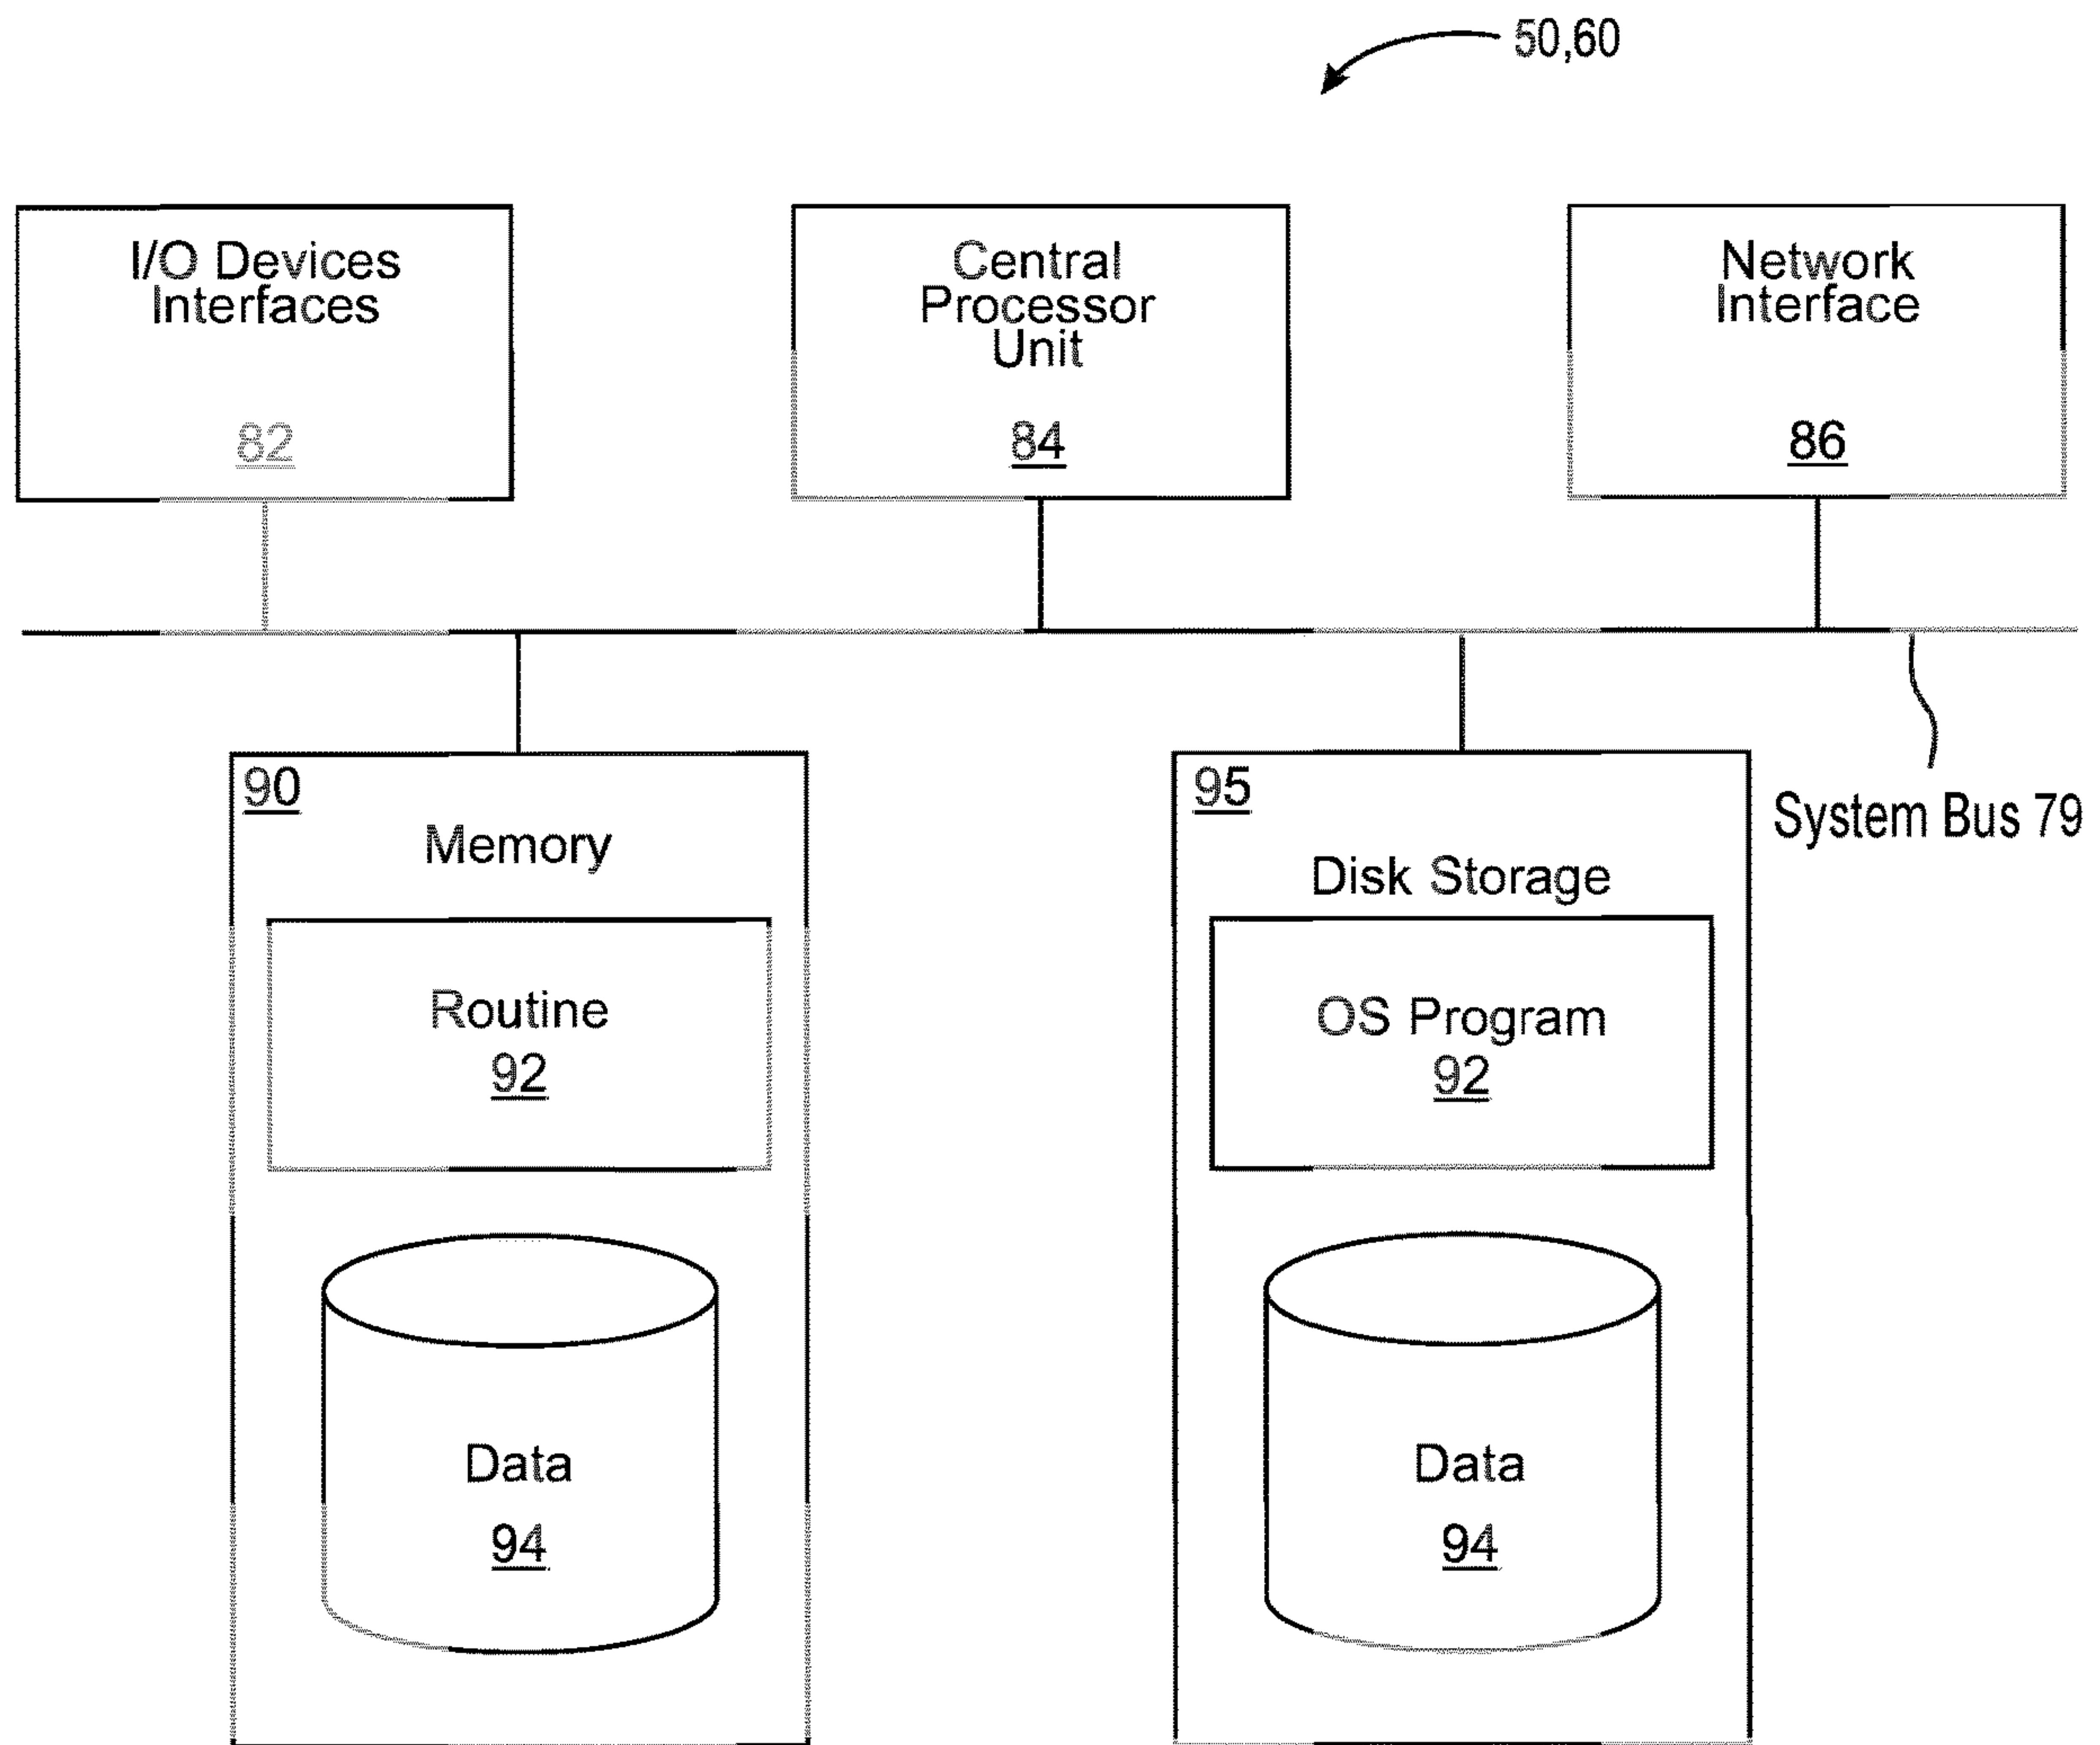 50,60
I/O Devices
Interfaces
82
Central
Processor
Unit
84
Network
Interface
86
System Bus 79
90
Memory
Routine
92
Data
94
95
Disk Storage
OS Program
92
Data
94